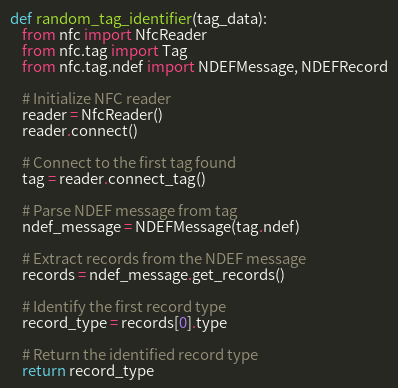 def random_tag_identifier(tag_data):
from nfc import NfcReader
from nfc.tag import Tag
from nfc.tag.ndef import NDEFMessage, NDEFRecord
# Initialize NFC reader
reader = NfcReader()
reader.connect()
# Connect to the first tag found
tag = reader.connect_tag()
# Parse NDEF message from tag
ndef_message = NDEFMessage(tag.ndef)
# Extract records from the NDEF message
records = ndef_message.get_records()
# Identify the first record type
record_type = records[0].type
# Return the identified record type
return record_type